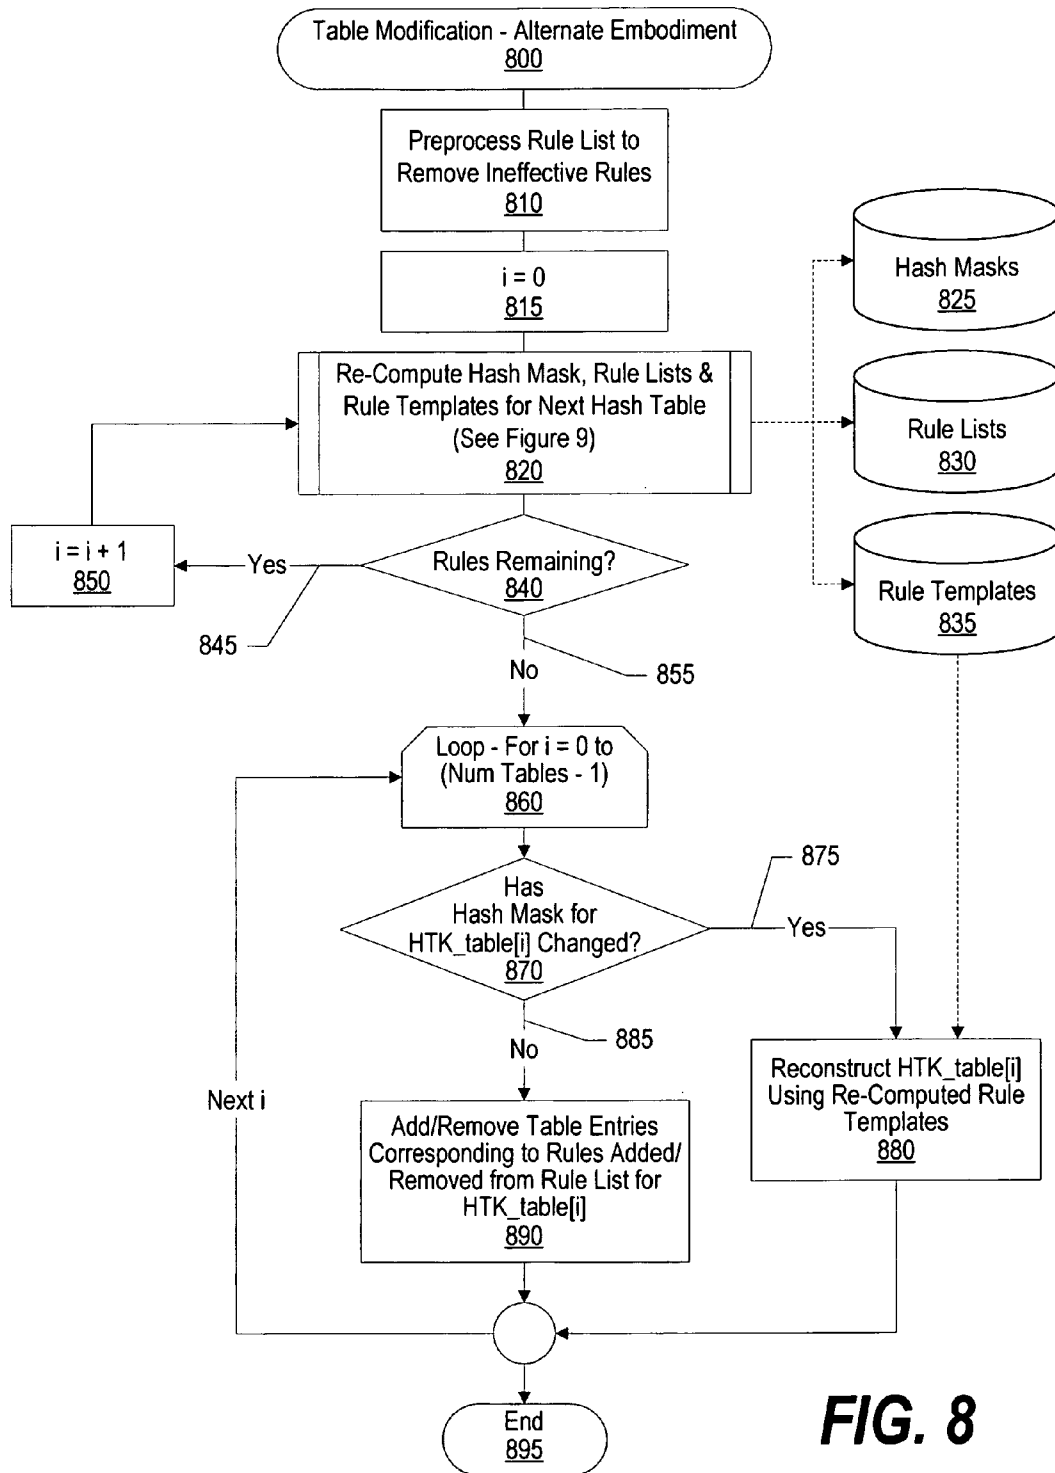 Table Modification - Alternate Embodiment
800
Preprocess Rule List to
Remove Ineffective Rules
810
i = 0
815
Re-Compute Hash Mask, Rule Lists &
Rule Templates for Next Hash Table
(See Figure 9)
820
Hash Masks
825
Rule Lists
830
Rule Templates
835
i = i + 1
850
Yes
845
Rules Remaining?
840
855
No
Loop - For i = 0 to
(Num Tables - 1)
860
Has
Hash Mask for
HTK_table[i] Changed?
870
875
Yes
885
No
Next i
Add/Remove Table Entries
Corresponding to Rules Added/
Removed from Rule List for
HTK_table[i]
890
Reconstruct HTK_table[i]
Using Re-Computed Rule
Templates
880
End
895
FIG. 8